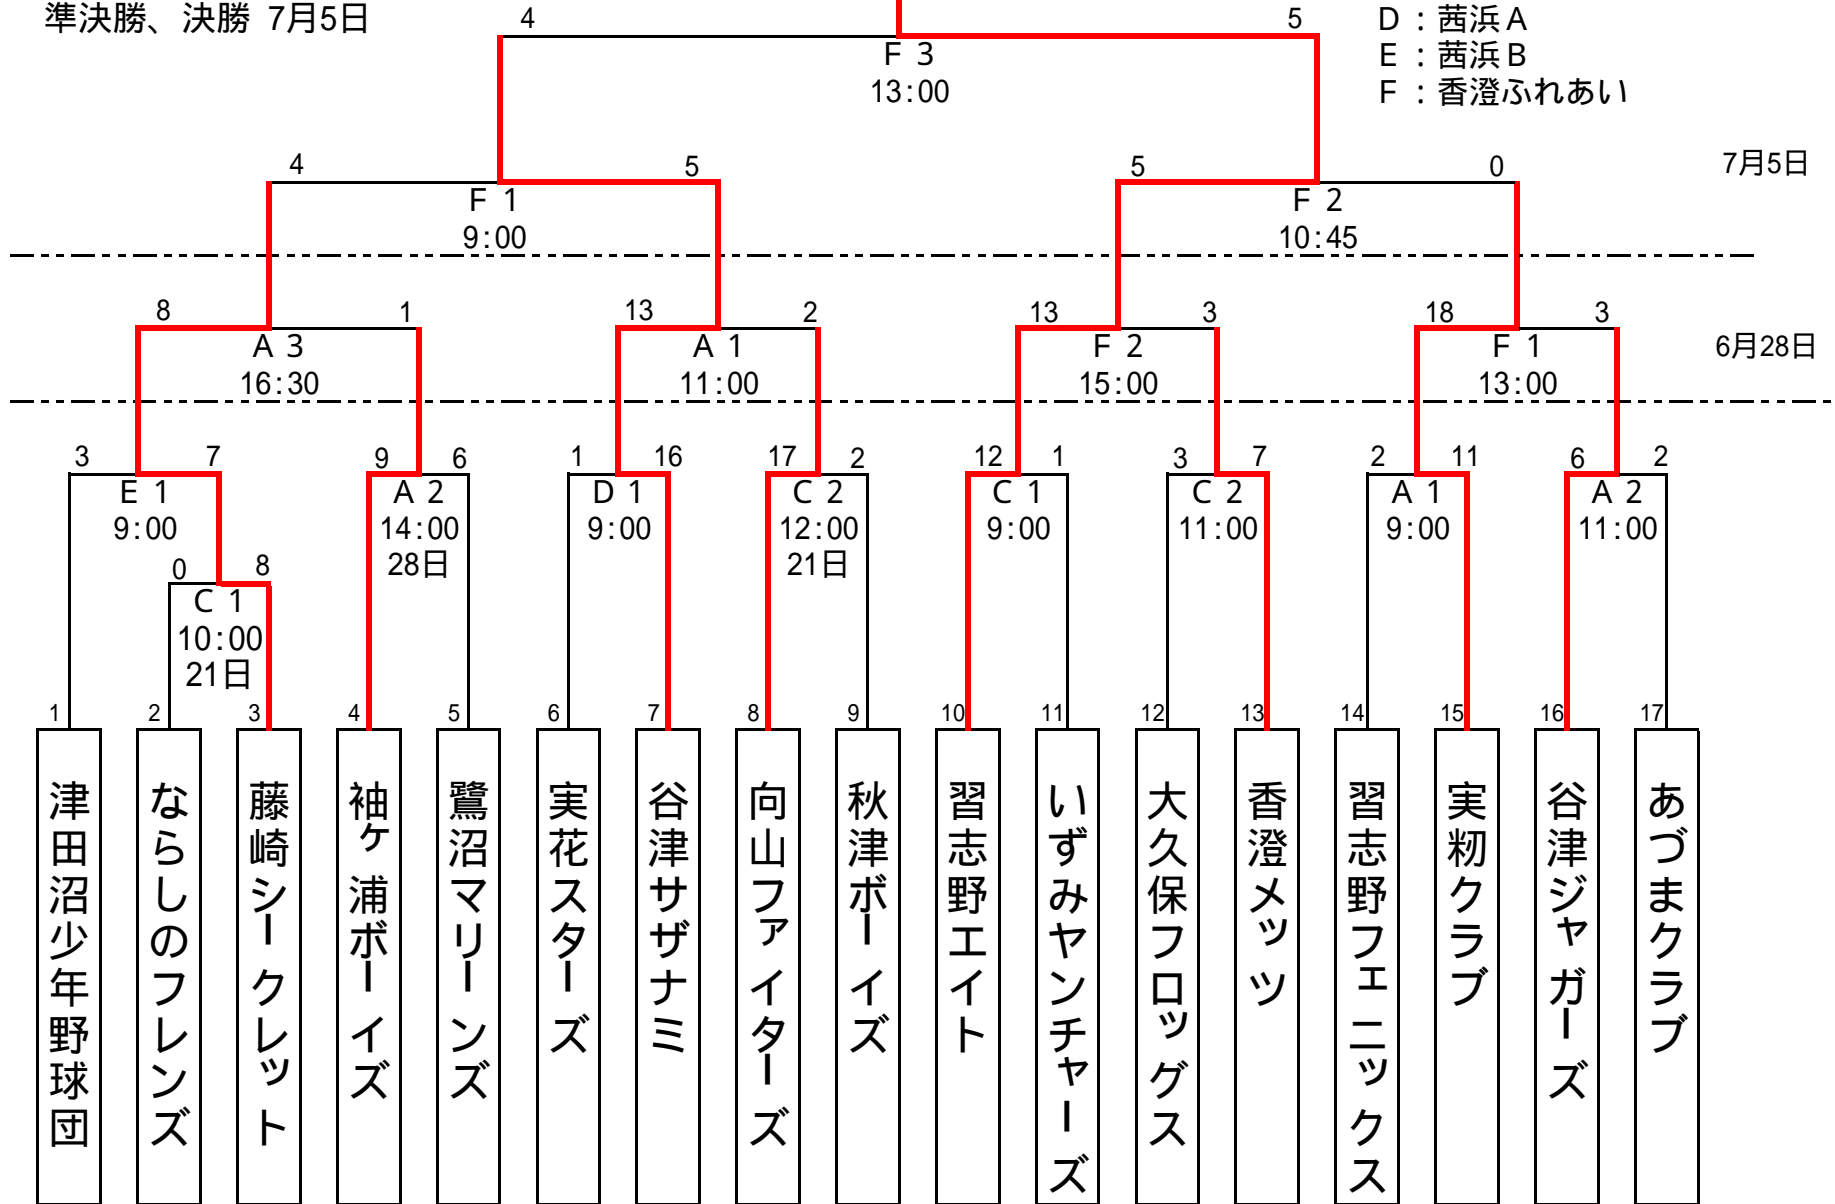 準決勝、決勝 7月5日
4
5
D：茜浜A
E：茜浜B
F：香澄ふれあい
F 3
13:00
4
5
5
0
7月5日
F 1
9:00
F 2
10:45
8
1
13
2
13
3
18
3
6月28日
A 3
16:30
A 1
11:00
F 2
15:00
F 1
13:00
3
7
9
6
1
16
17
2
12
1
3
7
2
11
6
2
E 1
9:00
A 2
14:00
28日
D 1
9:00
C 2
12:00
21日
C 1
9:00
C 2
11:00
A 1
9:00
A 2
11:00
0
8
C 1
10:00
21日
1
2
3
4
5
6
7
8
9
10
11
12
13
14
15
16
17
津田沼少年野球団
ならしのフレンズ
藤崎シークレット
袖ヶ浦ボーイズ
鷺沼マリーンズ
実花スターズ
谷津サザナミ
向山ファイターズ
秋津ボーイズ
習志野エイト
いずみヤンチャーズ
大久保フロッグス
香澄メッツ
習志野フェニックス
実籾クラブ
谷津ジャガーズ
あづまクラブ